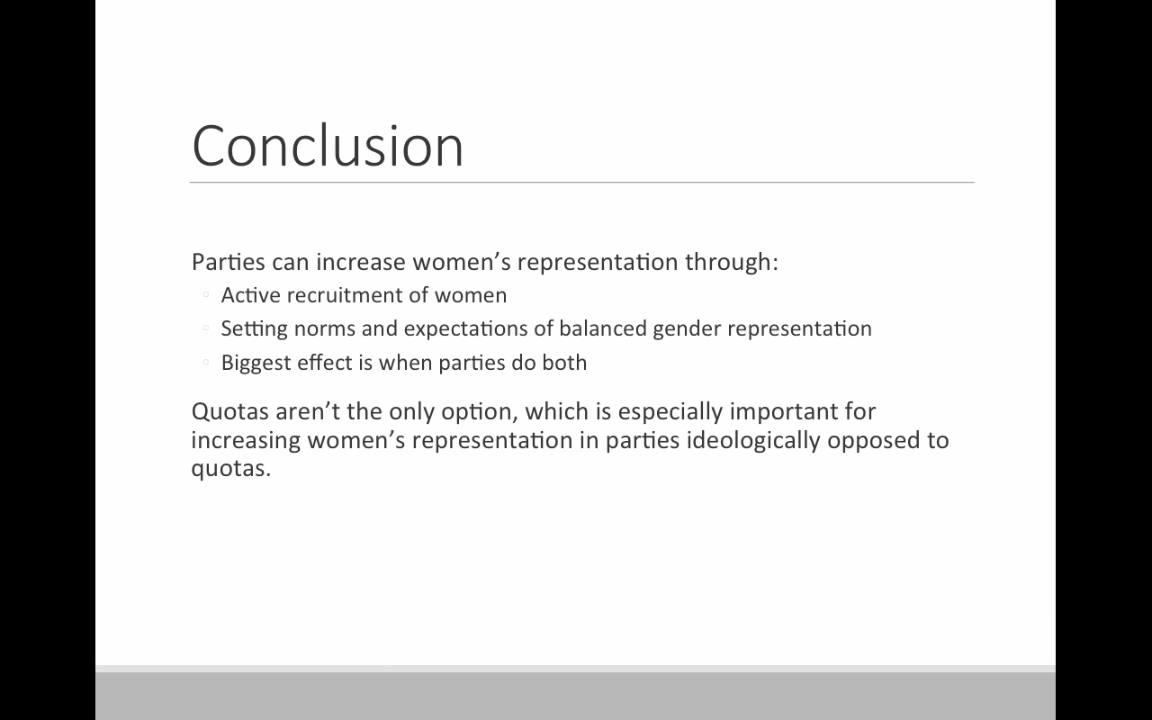 Conclusion
Parties can increase women’s representation through:
◦ Active recruitment of women
◦ Setting norms and expectations of balanced gender representation
◦ Biggest effect is when parties do both
Quotas aren’t the only option, which is especially important for
increasing women’s representation in parties ideologically opposed to
quotas.